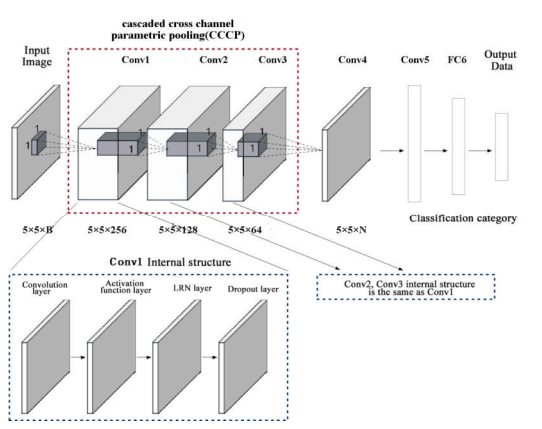 cascaded cross channel
parametric pooling(CCCP)
Input
Image
Conv1
Conv2
Conv3
Conv4
Conv5
FC6
Output
Data
1
1
1
1
1
1
1
1
5×5×B
5×5×256
5×5×128
5×5×64
5×5×N
Classification category
Conv1 Internal structure
Convolution
layer
Activation
function layer
LRN layer
Dropout layer
Conv2, Conv3 internal structure
is the same as Conv1